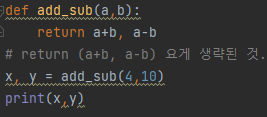 def add_sub(a,b):
    return a+b, a-b
# return (a+b, a-b) 요게 생략된 것.
x, y = add_sub(4,10)
print(x,y)